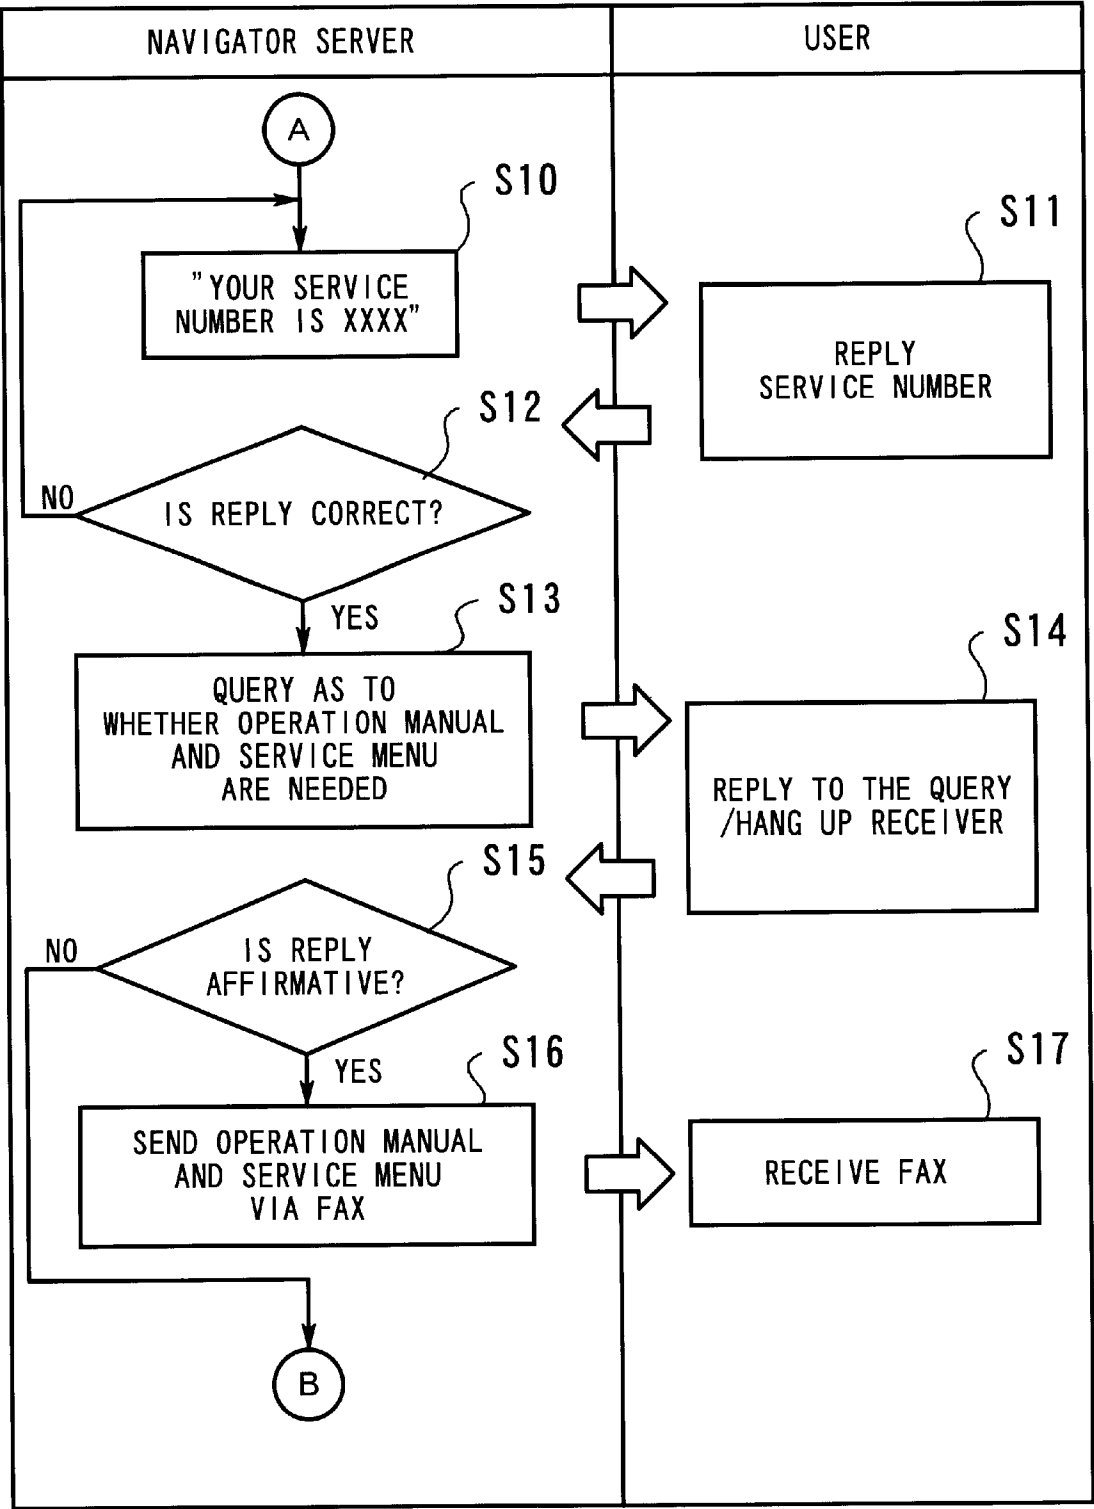 NAVIGATOR SERVER
USER
A
S10
"YOUR SERVICE
NUMBER IS XXXX"
S11
REPLY
SERVICE NUMBER
S12
IS REPLY CORRECT?
NO
YES
S13
QUERY AS TO
WHETHER OPERATION MANUAL
AND SERVICE MENU
ARE NEEDED
S14
REPLY TO THE QUERY
/HANG UP RECEIVER
S15
IS REPLY
AFFIRMATIVE?
NO
YES
S16
SEND OPERATION MANUAL
AND SERVICE MENU
VIA FAX
S17
RECEIVE FAX
B